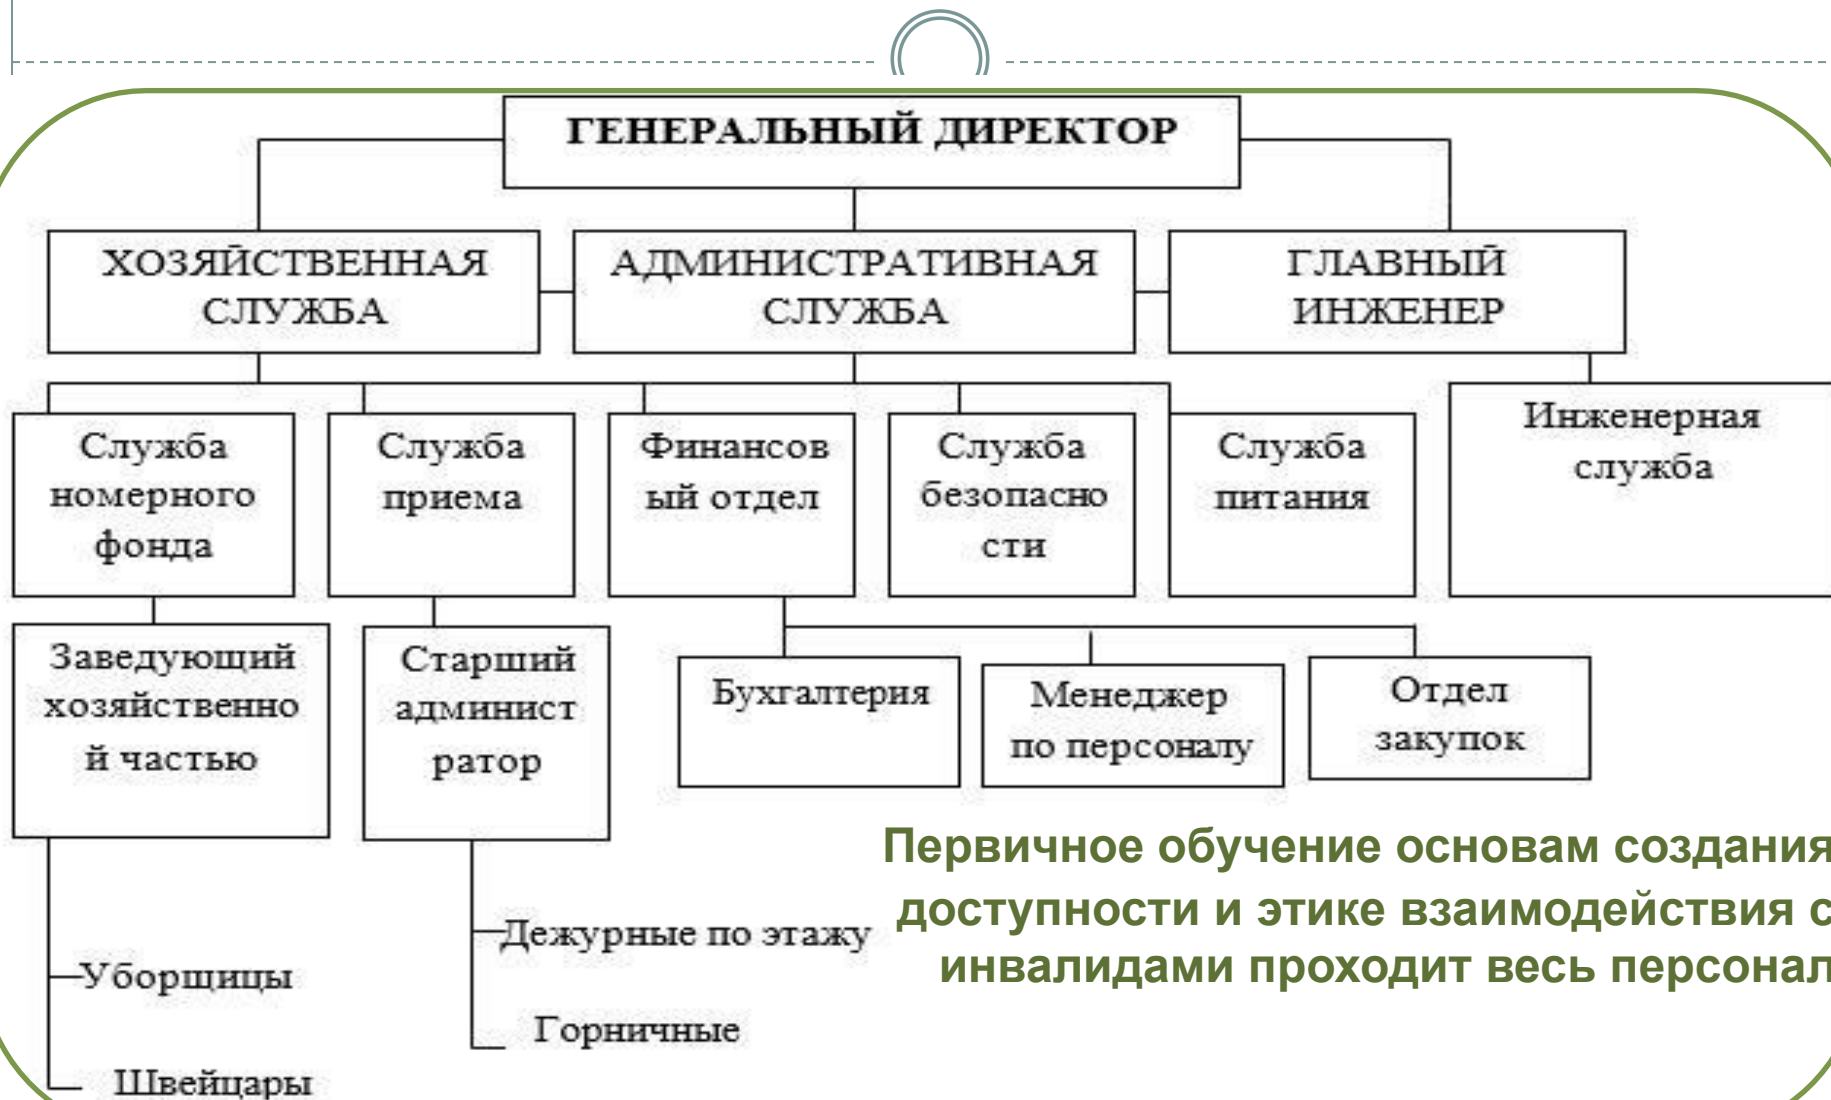 ГЕНЕРАЛЬНЫЙ ДИРЕКТОР
ХОЗЯЙСТВЕННАЯ
СЛУЖБА
АДМИНИСТРАТИВНАЯ
СЛУЖБА
ГЛАВНЫЙ
ИНЖЕНЕР
Служба
номерного
фонда
Служба
приема
Финансов
ый отдел
Служба
безопасно
сти
Служба
питания
Инженерная
служба
Заведующий
хозяйственно
й частью
Старший
админист
ратор
Бухгалтерия
Менеджер
по персоналу
Отдел
закупок
Уборщицы
Швейцары
Дежурные по этажу
Горничные
Первичное обучение основам создания
доступности и этике взаимодействия с
инвалидами проходит весь персонал